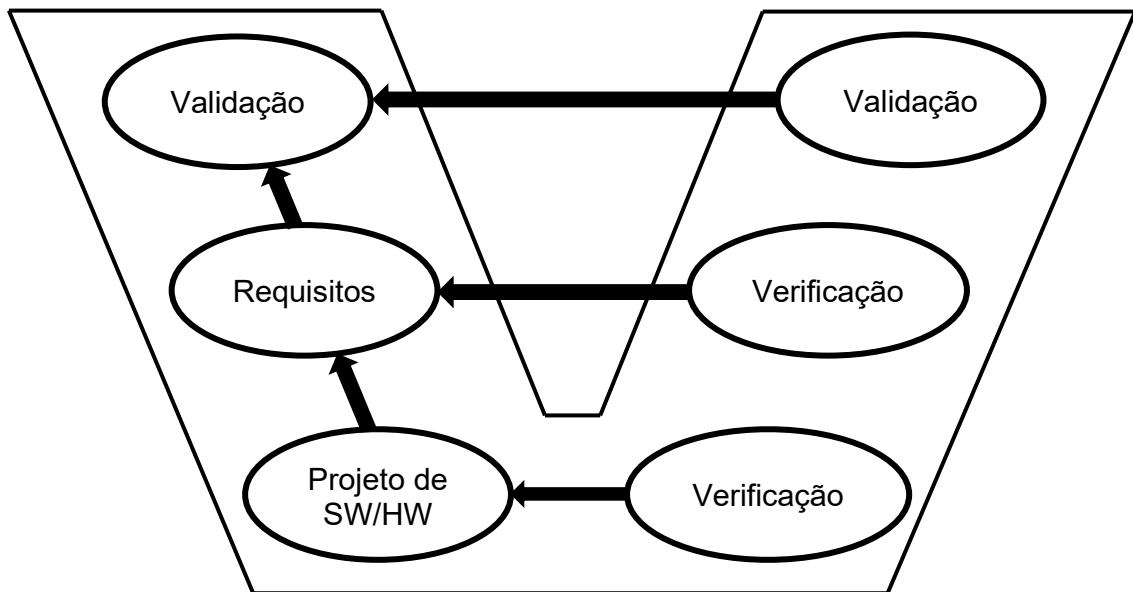 Validação
Validação
Requisitos
Verificação
Projeto de
SW/HW
Verificação